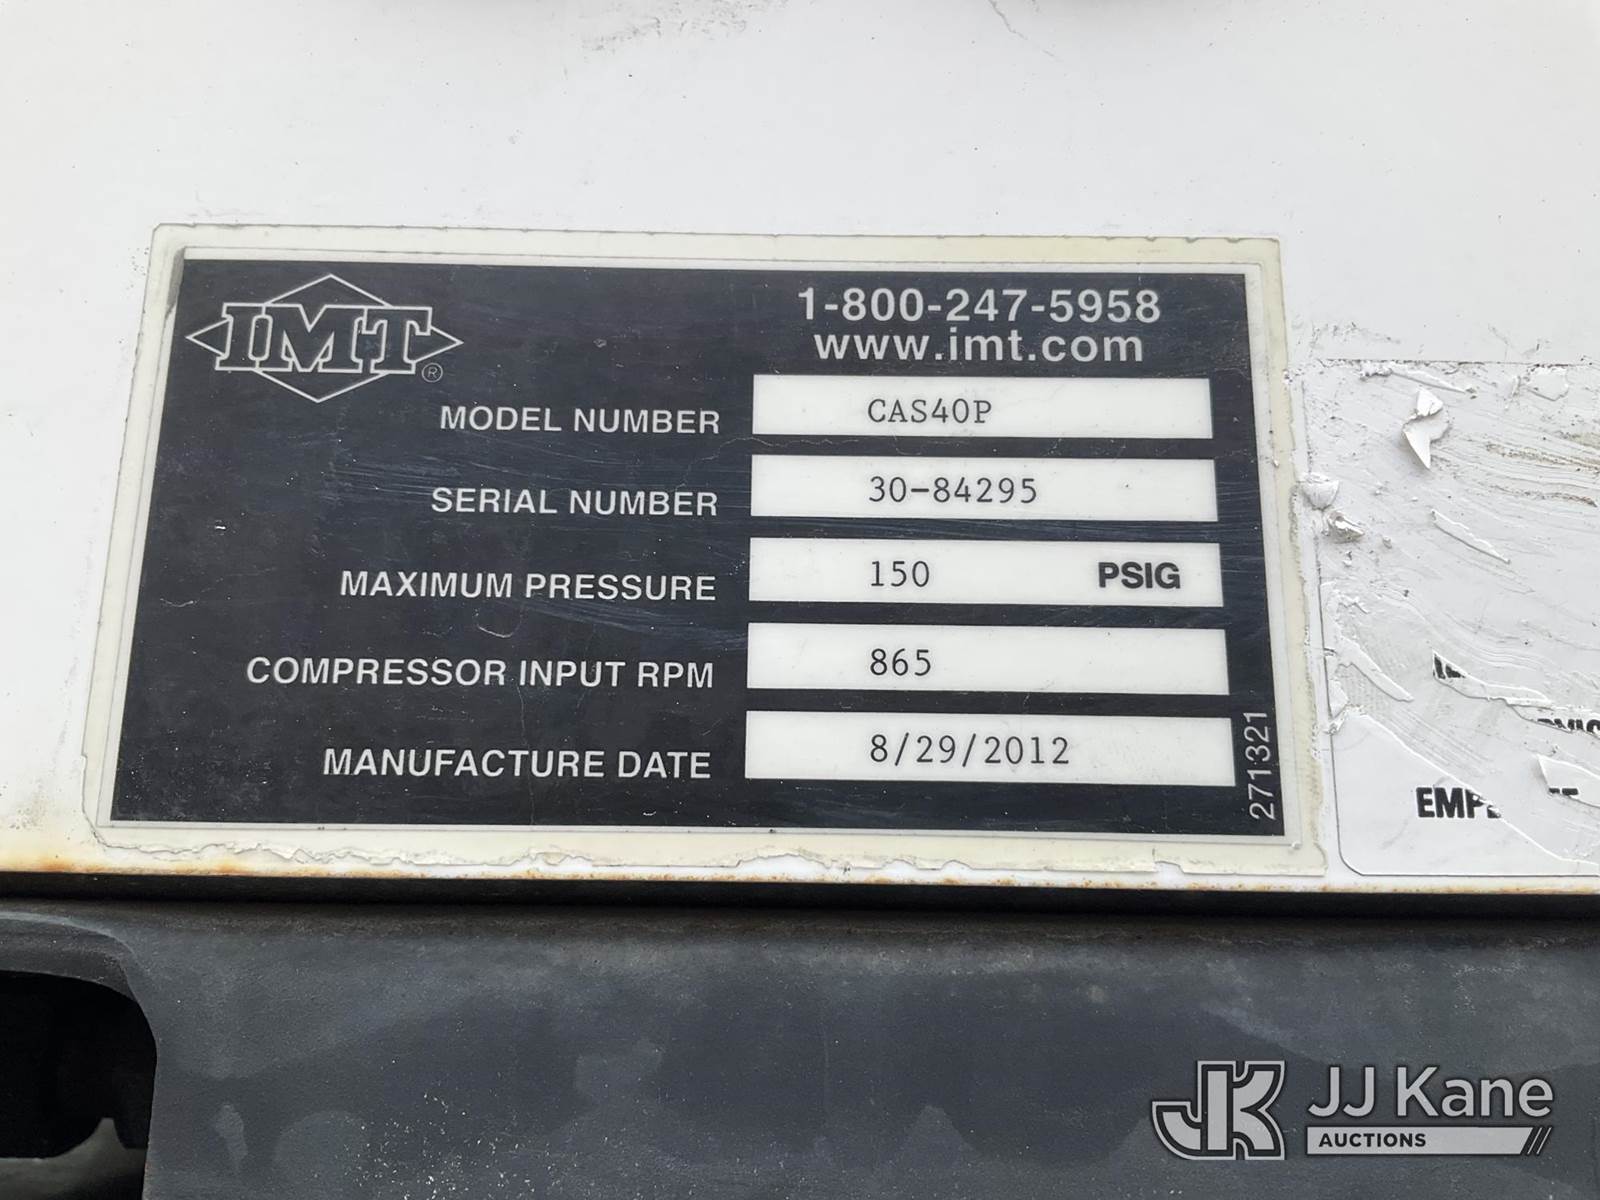 IMT®
1-800-247-5958
www.imt.com
MODEL NUMBER CAS40P
SERIAL NUMBER 30-84295
MAXIMUM PRESSURE 150 PSIG
COMPRESSOR INPUT RPM 865
MANUFACTURE DATE 8/29/2012
271321
JK JJ Kane
AUCTIONS